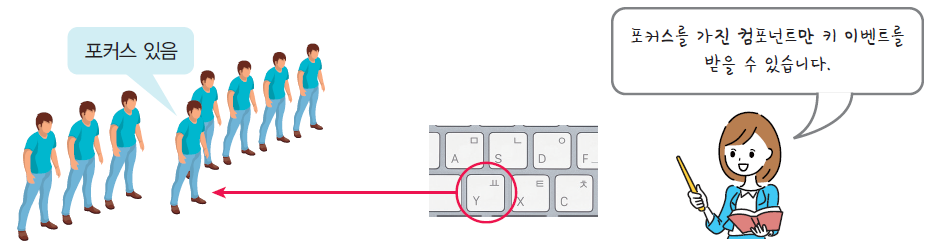 포커스 있음
포커스를 가진 컴포넌트만 키 이벤트를
받을 수 있습니다.
ㅁ ㄴ ㅇ
A S D F
ㅛ ㅌ ㅊ
Y X C